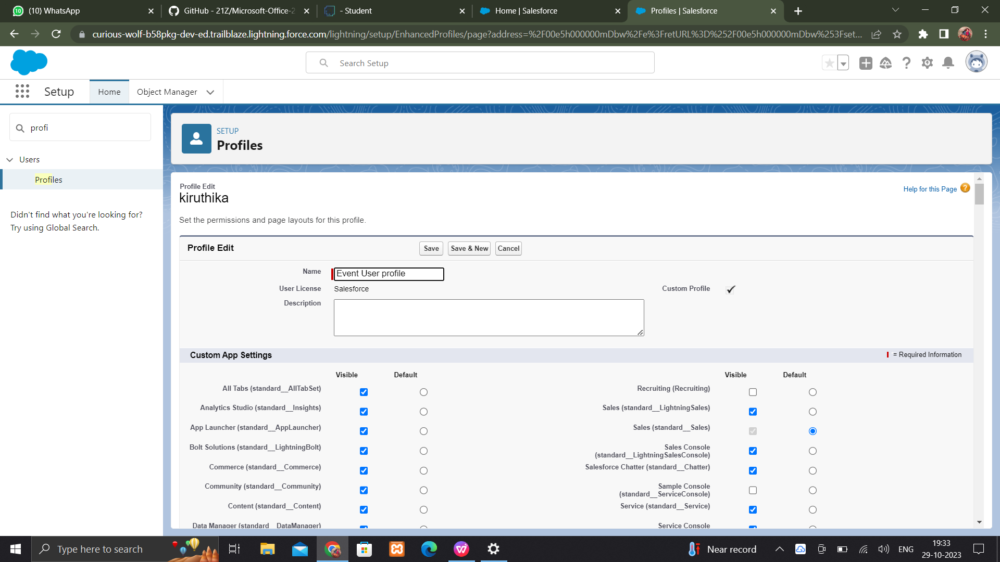 (10) WhatsApp
GitHub - 21Z/Microsoft-Office-2
- Student
Home | Salesforce
Profiles | Salesforce
curious-wolf-b58pkg-dev-ed.trailblaze.lightning.force.com/lightning/setup/EnhancedProfiles/page?address=%2F00e5h000000mDbw%2Fe%3FretURL%3D%252F00e5h000000mDbw%253Fset...
Search Setup
Setup
Home
Object Manager
profi
Users
Profiles
Didn't find what you're looking for?
Try using Global Search.
SETUP
Profiles
Profile Edit
kiruthika
Help for this Page
Set the permissions and page layouts for this profile.
Profile Edit
Save
Save & New
Cancel
Name
Event User profile
User License
Salesforce
Custom Profile
Description
Custom App Settings
= Required Information
Visible
Default
Visible
Default
All Tabs (standard__AllTabSet)
Recruiting (Recruiting)
Analytics Studio (standard__Insights)
Sales (standard__LightningSales)
App Launcher (standard__AppLauncher)
Sales (standard__Sales)
Bolt Solutions (standard__LightningBolt)
Sales Console
(standard__LightningSalesConsole)
Commerce (standard__Commerce)
Salesforce Chatter (standard__Chatter)
Community (standard__Community)
Sample Console
(standard__ServiceConsole)
Content (standard__Content)
Service (standard__Service)
Data Manager (standard__DataManager)
Service Console
Type here to search
Near record
ENG
19:33
29-10-2023